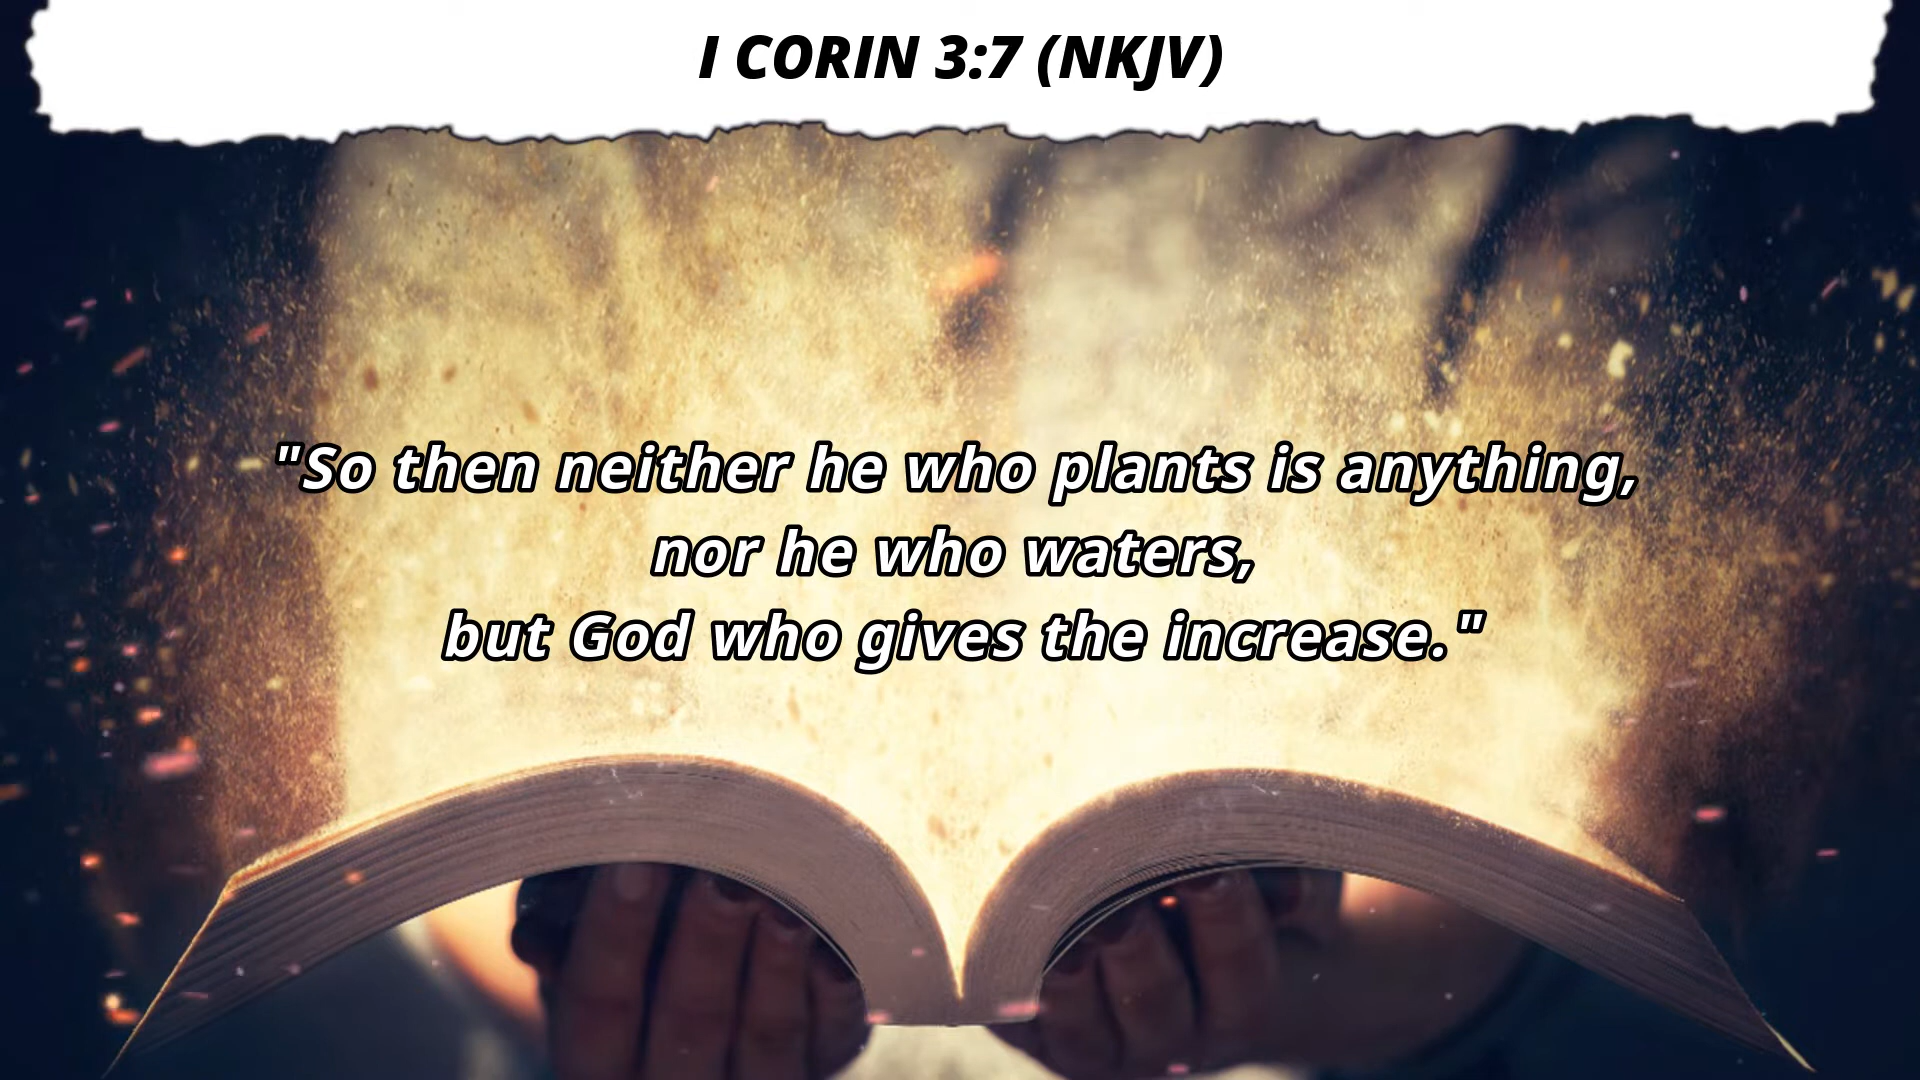 I CORIN 3:7 (NKJV)
"So then neither he who plants is anything,
nor he who waters,
but God who gives the increase."